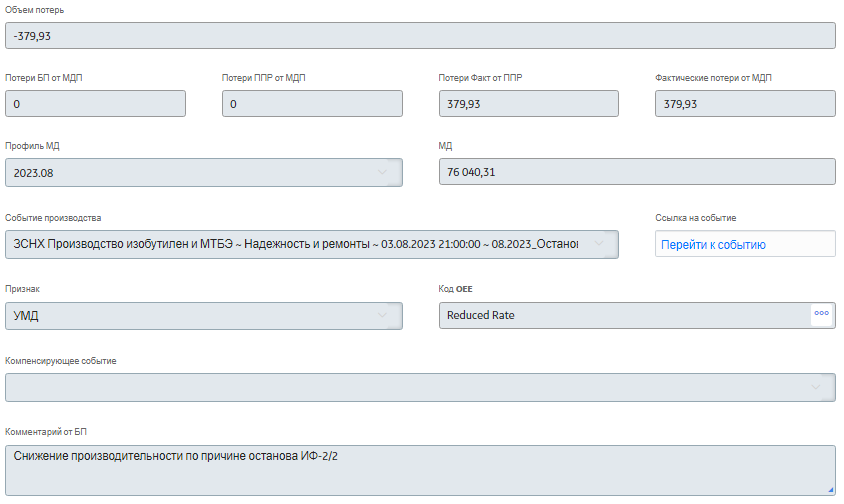 Объем потерь
-379,93
Потери БП от МДП Потери ППР от МДП Потери Факт от ППР Фактические потери от МДП
0 0 379,93 379,93
Профиль МД МД
2023.08 76 040,31
Событие производства Ссылка на событие
ЗСНХ Производство изобутилен и МТБЭ ~ Надежность и ремонты ~ 03.08.2023 21:00:00 ~ 08.2023_Останов Перейти к событию
Признак Код OEE
УМД Reduced Rate
Компенсирующее событие
Комментарий от БП
Снижение производительности по причине останова ИФ-2/2